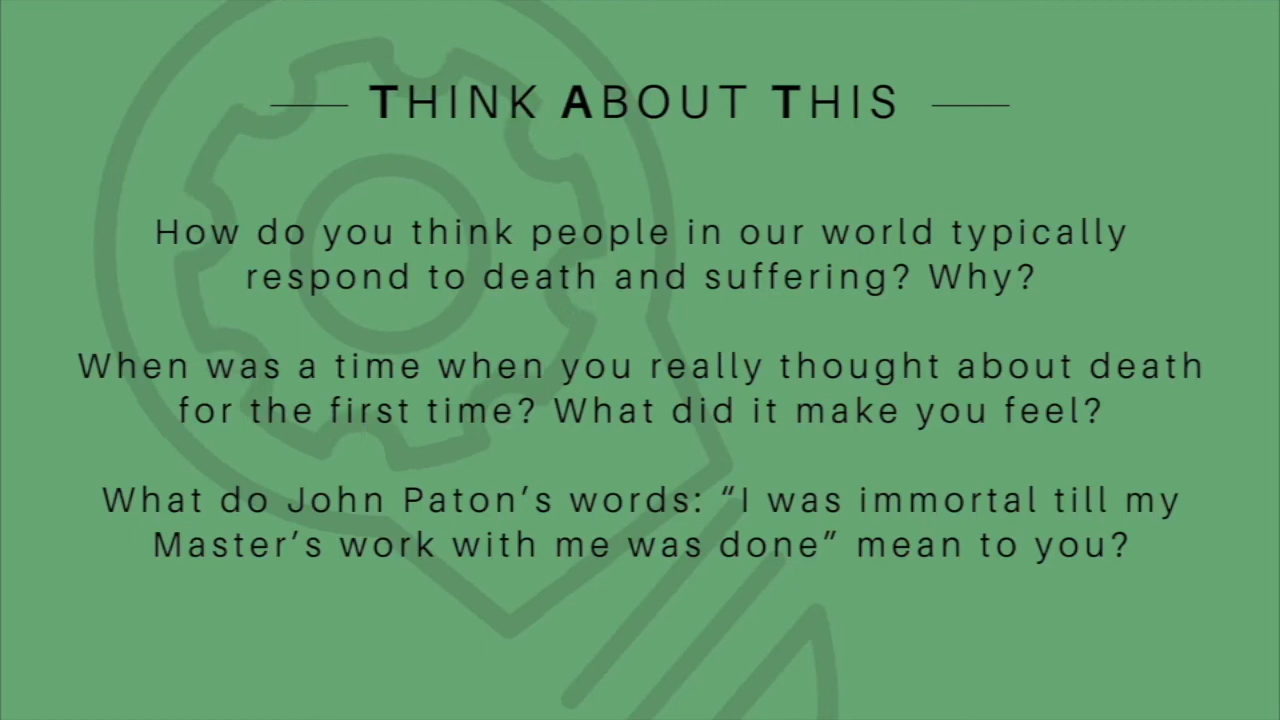 THINK ABOUT THIS
How do you think people in our world typically
respond to death and suffering? Why?
When was a time when you really thought about death
for the first time? What did it make you feel?
What do John Paton’s words: “I was immortal till my
Master’s work with me was done” mean to you?